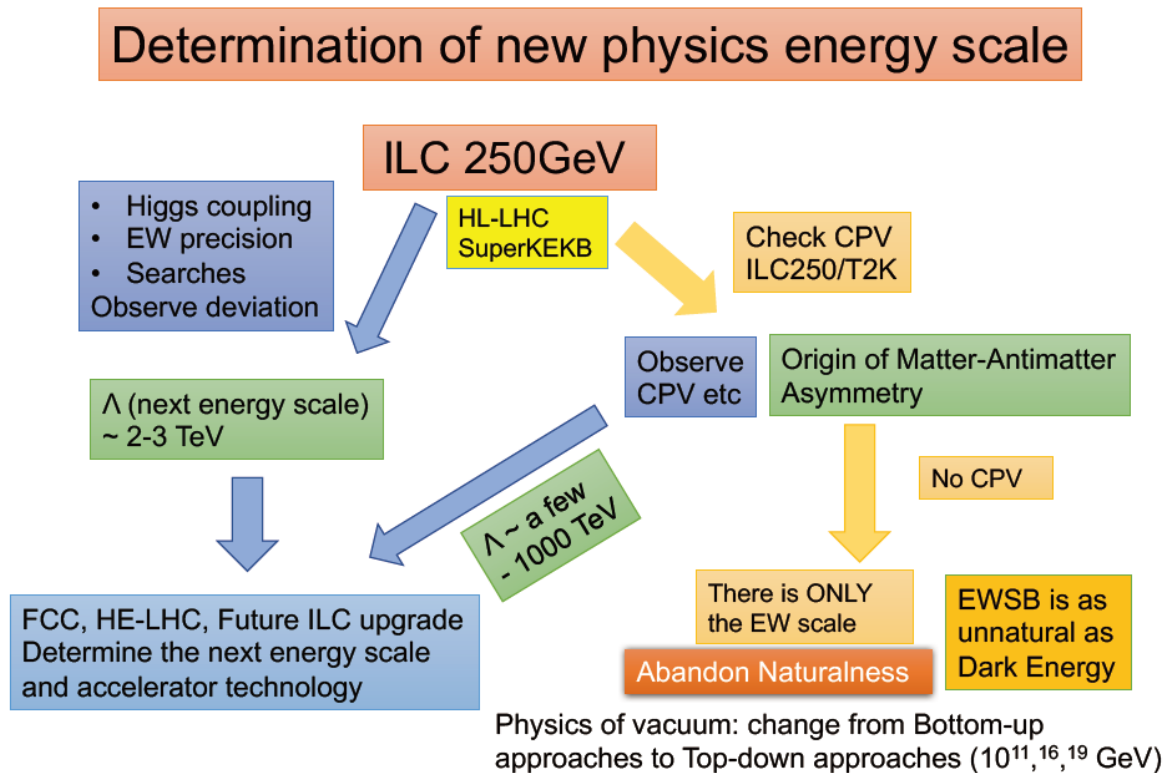 Determination of new physics energy scale
ILC 250GeV
• Higgs coupling
• EW precision
• Searches
Observe deviation
HL-LHC
SuperKEKB
Check CPV
ILC250/T2K
Observe
CPV etc
Origin of Matter-Antimatter
Asymmetry
Λ (next energy scale)
~ 2-3 TeV
No CPV
Λ ~ a few
- 1000 TeV
FCC, HE-LHC, Future ILC upgrade
Determine the next energy scale
and accelerator technology
There is ONLY
the EW scale
Abandon Naturalness
EWSB is as
unnatural as
Dark Energy
Physics of vacuum: change from Bottom-up
approaches to Top-down approaches (10¹¹,¹⁶,¹⁹ GeV)